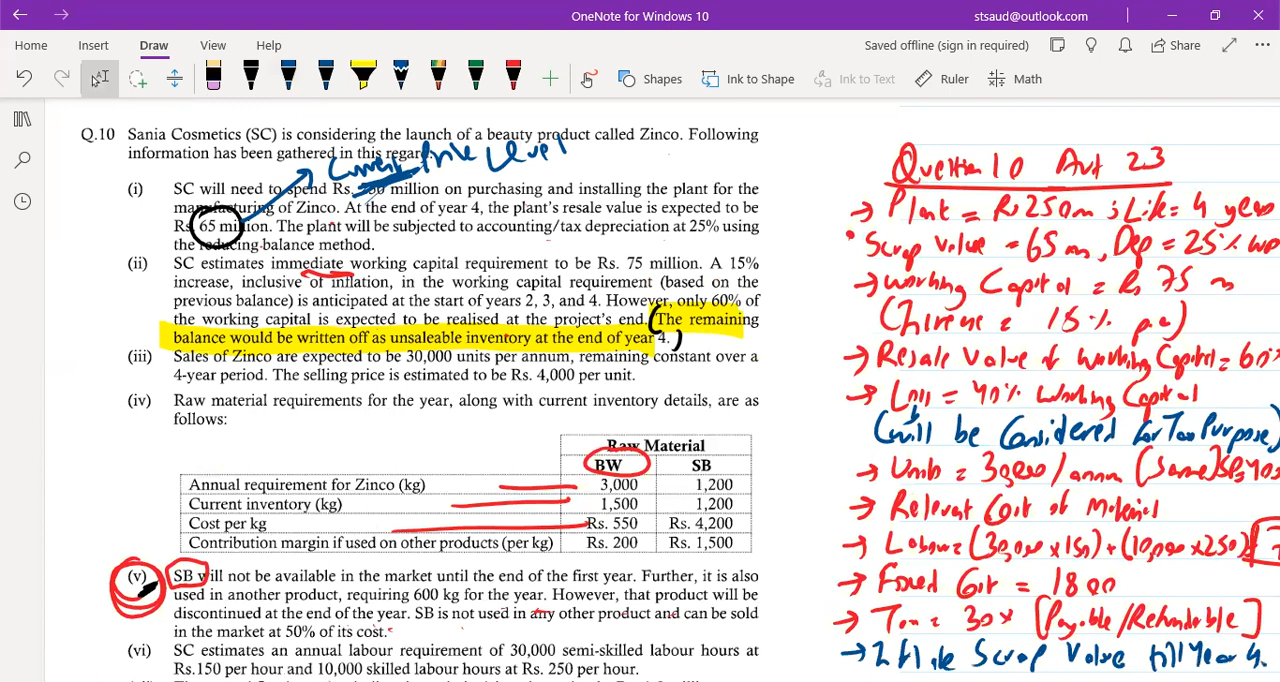 OneNote for Windows 10
stsaud@outlook.com
Home Insert Draw View Help
Saved offline (sign in required) Share
Shapes Ink to Shape Ink to Text Ruler Math
Q.10 Sania Cosmetics (SC) is considering the launch of a beauty product called Zinco. Following
information has been gathered in this regard:
Current Price Level
(i) SC will need to spend Rs. 250 million on purchasing and installing the plant for the
manufacturing of Zinco. At the end of year 4, the plant's resale value is expected to be
Rs. 65 million. The plant will be subjected to accounting/tax depreciation at 25% using
the reducing-balance method.
(ii) SC estimates immediate working capital requirement to be Rs. 75 million. A 15%
increase, inclusive of inflation, in the working capital requirement (based on the
previous balance) is anticipated at the start of years 2, 3, and 4. However, only 60% of
the working capital is expected to be realised at the project's end. (The remaining
balance would be written off as unsaleable inventory at the end of year 4.)
(iii) Sales of Zinco are expected to be 30,000 units per annum, remaining constant over a
4-year period. The selling price is estimated to be Rs. 4,000 per unit.
(iv) Raw material requirements for the year, along with current inventory details, are as
follows:
Raw Material
BW SB
Annual requirement for Zinco (kg) 3,000 1,200
Current inventory (kg) 1,500 1,200
Cost per kg Rs. 550 Rs. 4,200
Contribution margin if used on other products (per kg) Rs. 200 Rs. 1,500
(v) SB will not be available in the market until the end of the first year. Further, it is also
used in another product, requiring 600 kg for the year. However, that product will be
discontinued at the end of the year. SB is not used in any other product and can be sold
in the market at 50% of its cost.
(vi) SC estimates an annual labour requirement of 30,000 semi-skilled labour hours at
Rs.150 per hour and 10,000 skilled labour hours at Rs. 250 per hour.
Question 10 Aut 23
→ Plant = Rs 250m ; Life = 4 years
Scrap Value = 65 m, Dep = 25%
→ Working Capital = Rs 75 m
(Increase = 15% p.a)
→ Resale Value of Working Capital = 60%
→ Loss = 40% Working Capital
(will be Considered for Tax Purpose)
→ Units = 30,000/annum (Same)
→ Relevant Cost of Material
→ Labour = (30,000 x 150) + (10,000 x 250)
→ Fixed Cost = 1800
→ Tax = 30% [Payable/Refundable]
→ Inflate Scrap Value till Year 4.